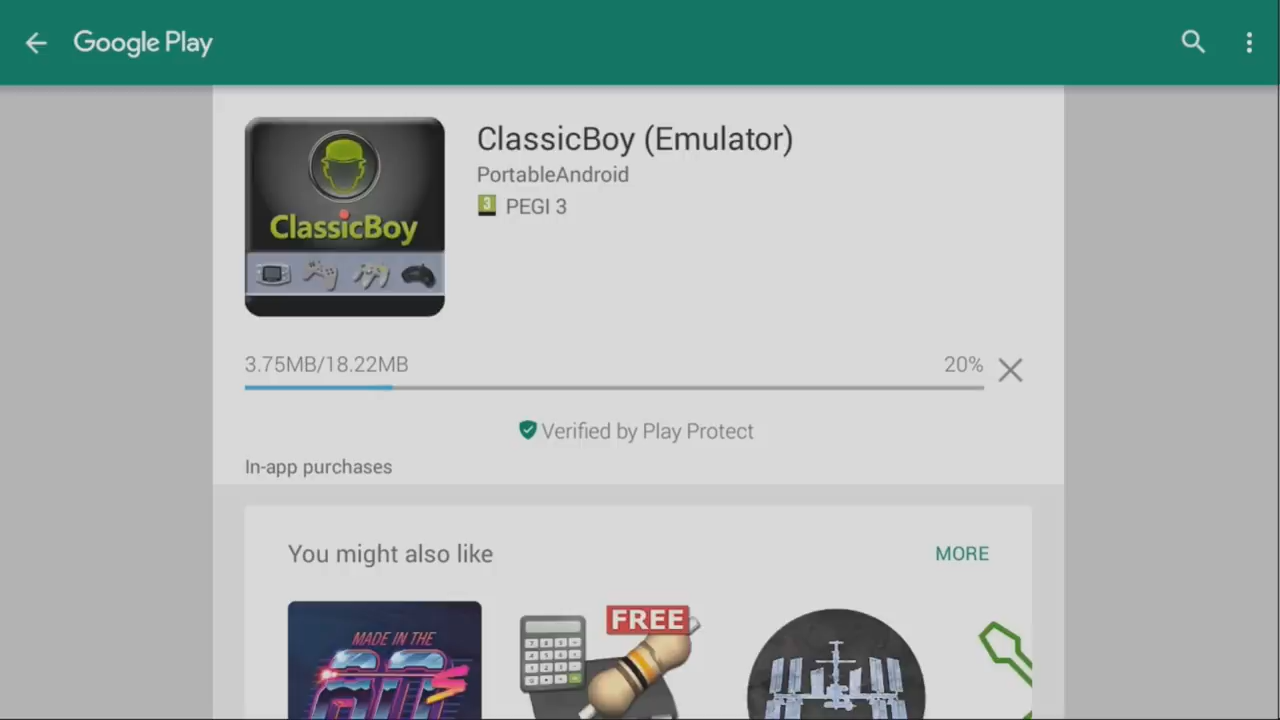 Google Play
ClassicBoy (Emulator)
PortableAndroid
3 PEGI 3
ClassicBoy
3.75MB/18.22MB 20%
Verified by Play Protect
In-app purchases
You might also like MORE
MADE IN THE
80s
FREE